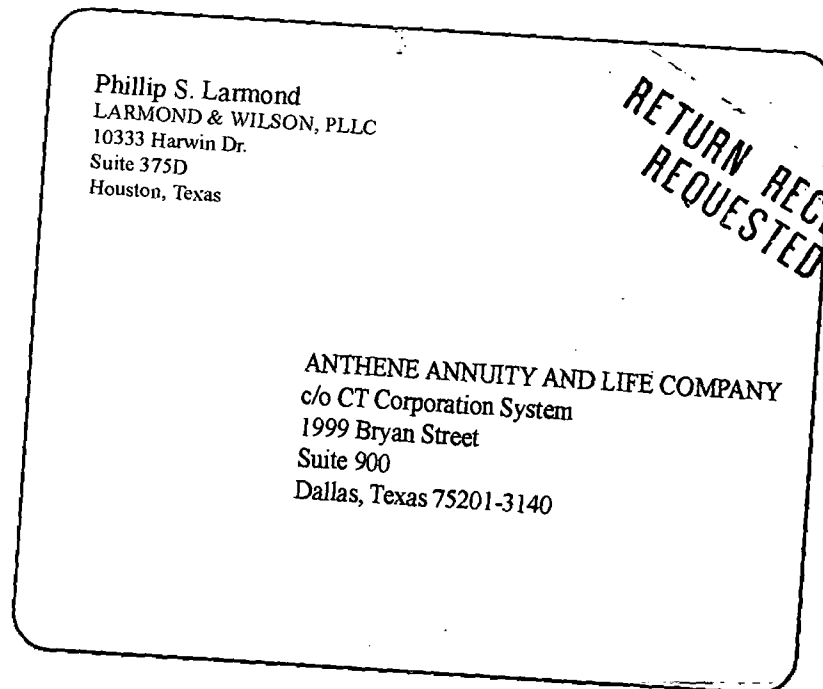 Phillip S. Larmond
LARMOND & WILSON, PLLC
10333 Harwin Dr.
Suite 375D
Houston, Texas
RETURN REC
REQUESTED
ANTHENE ANNUITY AND LIFE COMPANY
c/o CT Corporation System
1999 Bryan Street
Suite 900
Dallas, Texas 75201-3140